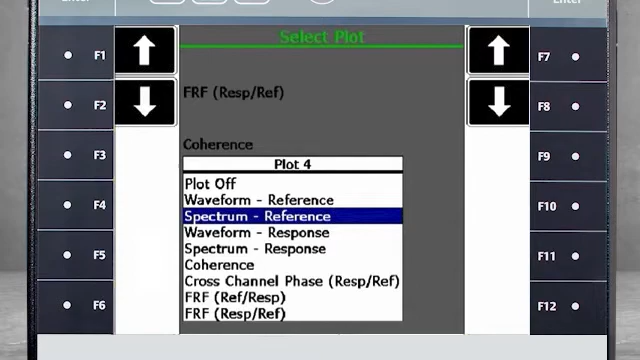 Enter
Enter
Select Plot
F1
F7
FRF (Resp/Ref)
F2
F8
Coherence
F3
F9
Plot 4
Plot Off
Waveform - Reference
F4
F10
Spectrum - Reference
Waveform - Response
Spectrum - Response
F5
F11
Coherence
Cross Channel Phase (Resp/Ref)
FRF (Ref/Resp)
F6
F12
FRF (Resp/Ref)